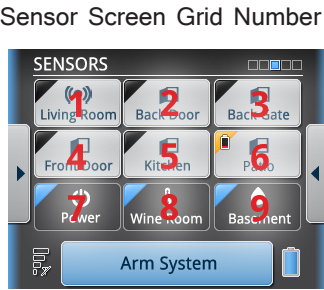 Sensor Screen Grid Number
SENSORS
1 2 3
Living Room Back Door Back Gate
4 5 6
Front Door Kitchen Patio
7 8 9
Power Wine Room Basement
Arm System